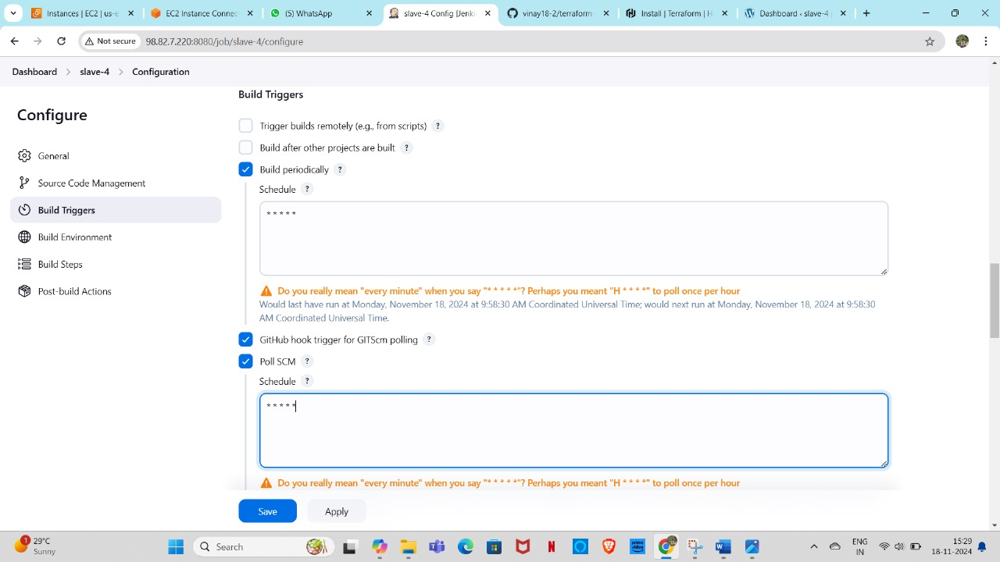 Instances | EC2 | us-e
EC2 Instance Connec
(5) WhatsApp
slave-4 Config [Jenki
vinay18-2/terraform
Install | Terraform | H
Dashboard ‹ slave-4
Not secure
98.82.7.220:8080/job/slave-4/configure
Dashboard > slave-4 > Configuration
Configure
General
Source Code Management
Build Triggers
Build Environment
Build Steps
Post-build Actions
Build Triggers
Trigger builds remotely (e.g., from scripts) ?
Build after other projects are built ?
Build periodically ?
Schedule ?
* * * * *
Do you really mean "every minute" when you say "* * * * *"? Perhaps you meant "H * * * *" to poll once per hour
Would last have run at Monday, November 18, 2024 at 9:58:30 AM Coordinated Universal Time; would next run at Monday, November 18, 2024 at 9:58:30
AM Coordinated Universal Time.
GitHub hook trigger for GITScm polling ?
Poll SCM ?
Schedule ?
* * * * *
Do you really mean "every minute" when you say "* * * * *"? Perhaps you meant "H * * * *" to poll once per hour
Save
Apply
1
29°C
Sunny
Search
prime video
ENG
IN
15:29
18-11-2024